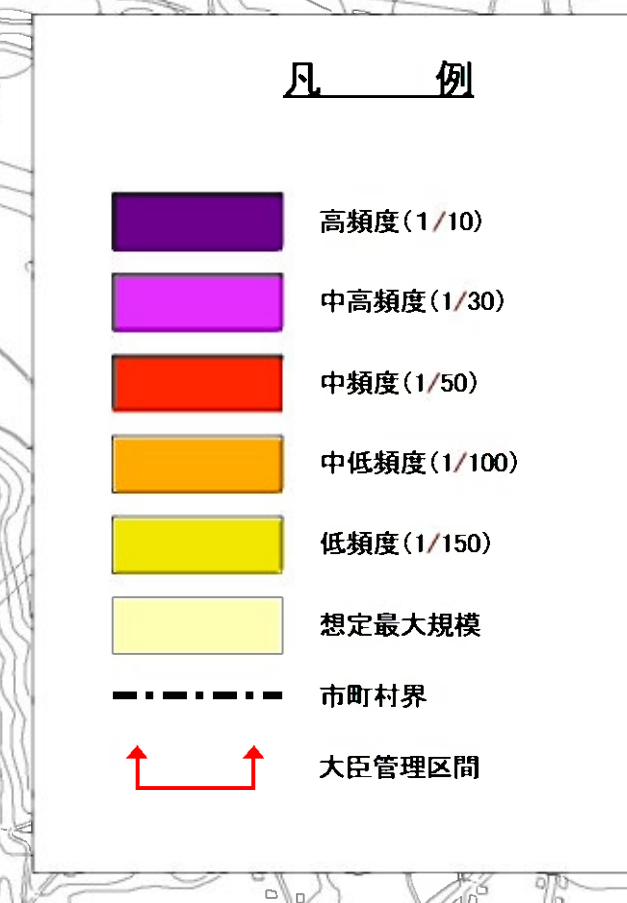 凡　例
高頻度(1/10)
中高頻度(1/30)
中頻度(1/50)
中低頻度(1/100)
低頻度(1/150)
想定最大規模
市町村界
大臣管理区間